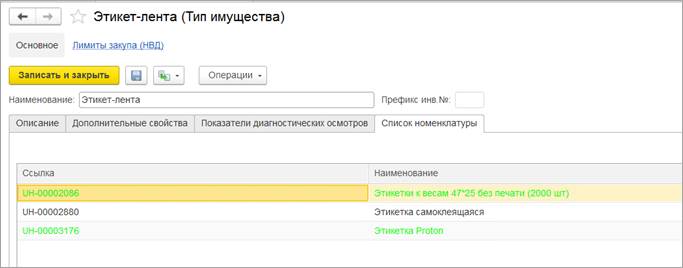 Этикет-лента (Тип имущества)
Основное Лимиты закупа (НВД)
Записать и закрыть Операции
Наименование: Этикет-лента Префикс инв.№:
Описание Дополнительные свойства Показатели диагностических осмотров Список номенклатуры
Ссылка Наименование
UH-00002086 Этикетки к весам 47*25 без печати (2000 шт)
UH-00002880 Этикетка самоклеящаяся
UH-00003176 Этикетка Proton